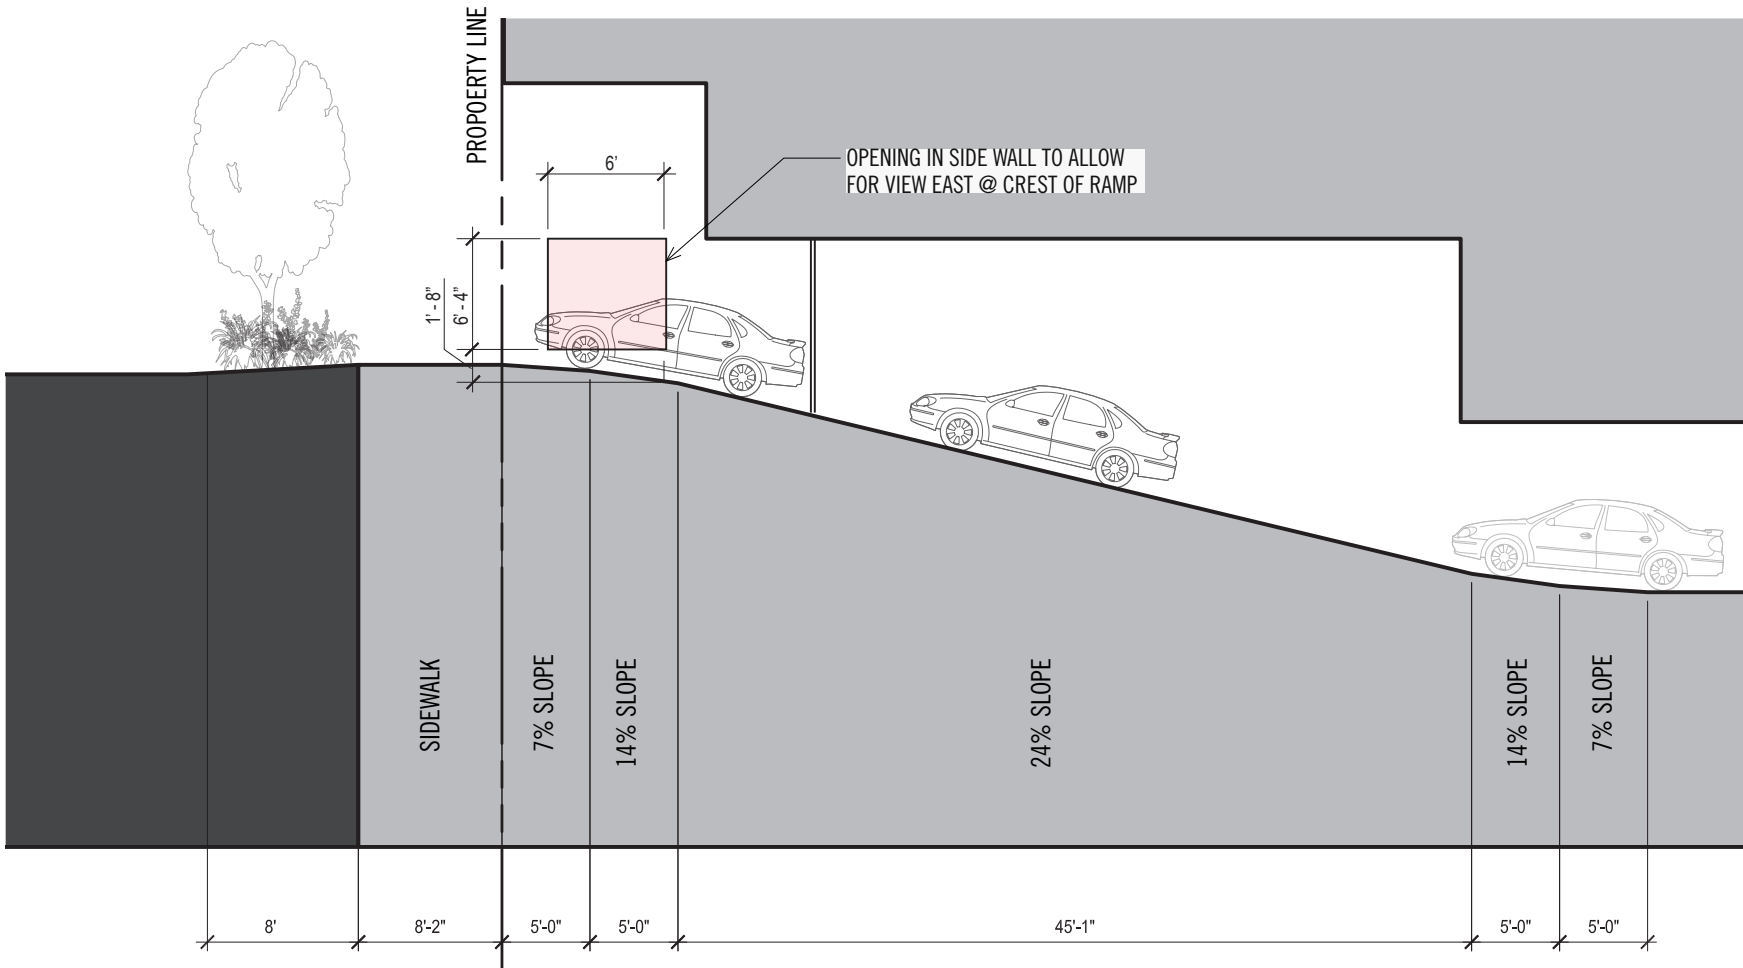 PROPOERTY LINE
6'
OPENING IN SIDE WALL TO ALLOW
FOR VIEW EAST @ CREST OF RAMP
1' - 8"
6' - 4"
SIDEWALK
7% SLOPE
14% SLOPE
24% SLOPE
14% SLOPE
7% SLOPE
8'
8'-2"
5'-0"
5'-0"
45'-1"
5'-0"
5'-0"